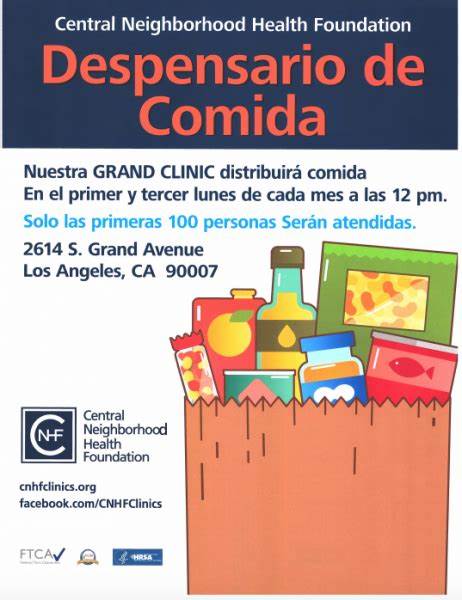 Central Neighborhood Health Foundation
Despensario de
Comida
Nuestra GRAND CLINIC distribuirá comida
En el primer y tercer lunes de cada mes a las 12 pm.
Solo las primeras 100 personas Serán atendidas.
2614 S. Grand Avenue
Los Angeles, CA 90007
CNHF
Central
Neighborhood
Health
Foundation
cnhfclinics.org
facebook.com/CNHFClinics
FTCA
HRSA